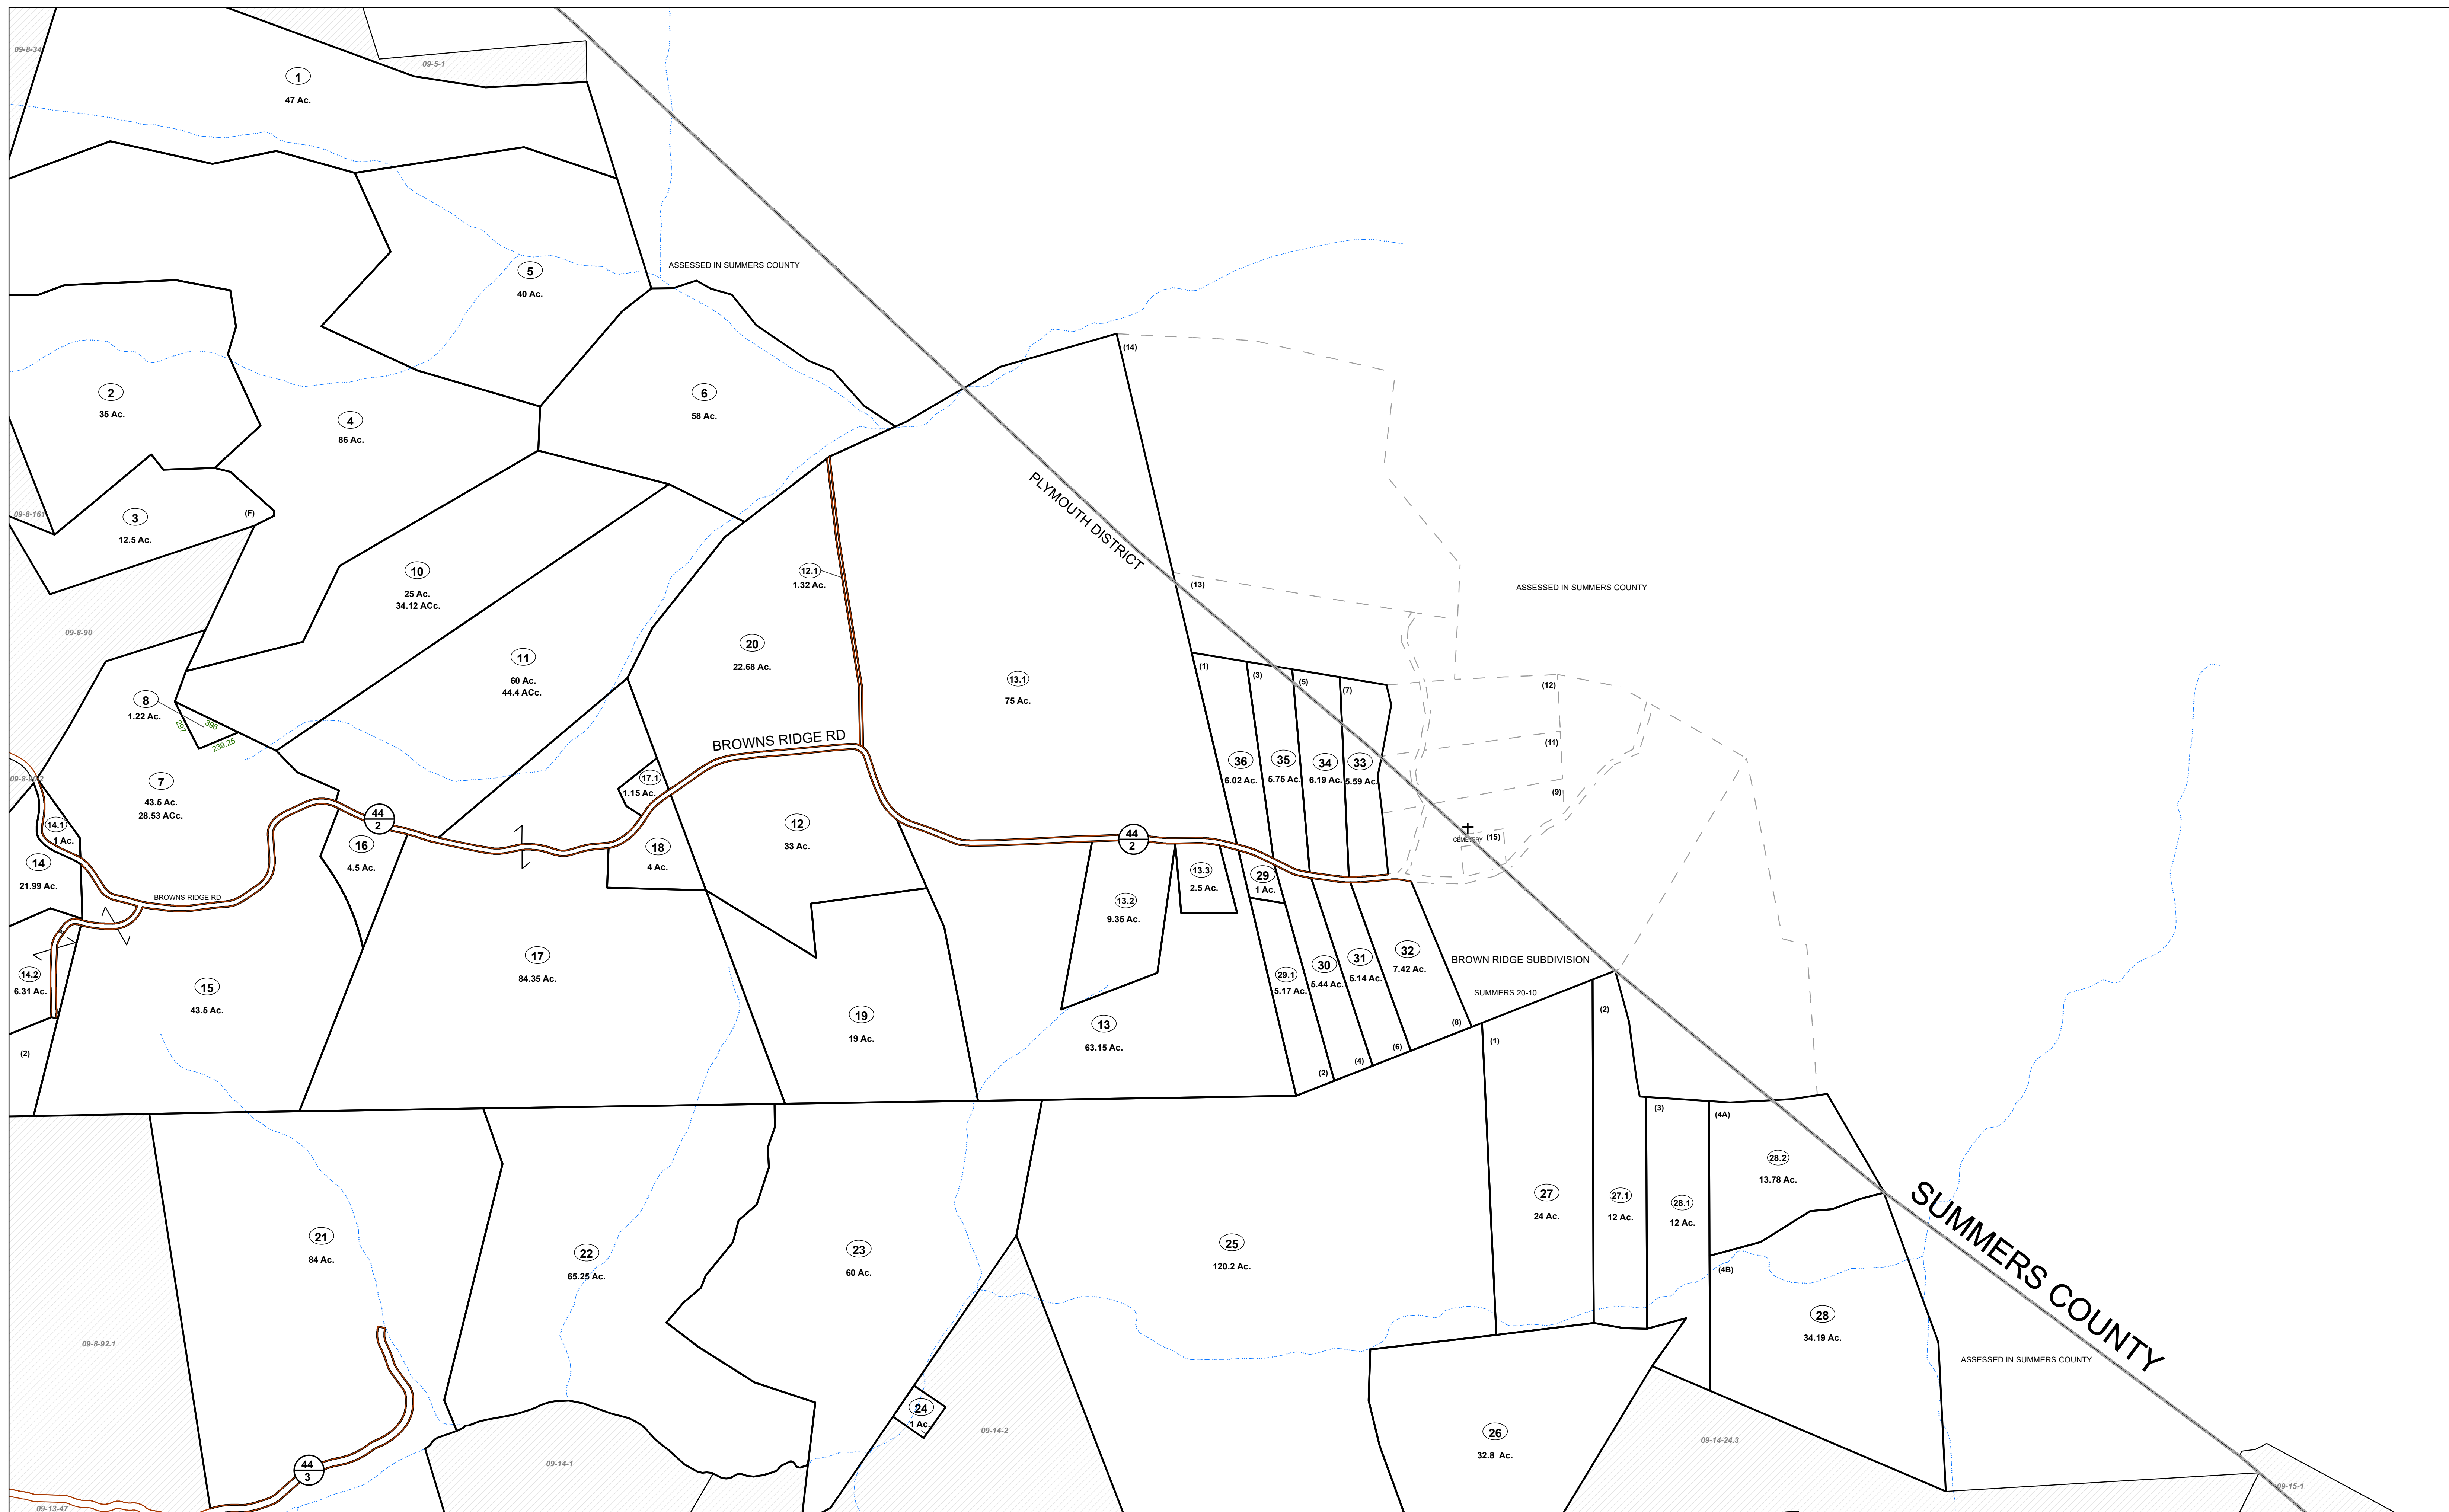 09-8-34
09-5-1
1
47 Ac.
5
40 Ac.
ASSESSED IN SUMMERS COUNTY
(14)
2
35 Ac.
4
86 Ac.
6
58 Ac.
PLYMOUTH DISTRICT
09-8-161
3
12.5 Ac.
(F)
10
25 Ac.
34.12 ACc.
12.1
1.32 Ac.
(13)
ASSESSED IN SUMMERS COUNTY
09-8-90
20
22.68 Ac.
11
60 Ac.
44.4 ACc.
13.1
75 Ac.
(1)
(3)
(5)
(7)
(12)
8
1.22 Ac.
297
396
239.25
BROWNS RIDGE RD
(11)
7
43.5 Ac.
28.53 ACc.
17.1
1.15 Ac.
36
6.02 Ac.
35
5.75 Ac.
34
6.19 Ac.
33
5.59 Ac.
(9)
14.1
1 Ac.
44
2
16
4.5 Ac.
12
33 Ac.
44
2
CEMETERY
(15)
14
21.99 Ac.
18
4 Ac.
13.3
2.5 Ac.
29
1 Ac.
BROWNS RIDGE RD
13.2
9.35 Ac.
17
84.35 Ac.
32
7.42 Ac.
BROWN RIDGE SUBDIVISION
14.2
6.31 Ac.
15
43.5 Ac.
29.1
5.17 Ac.
30
5.44 Ac.
31
5.14 Ac.
SUMMERS 20-10
19
19 Ac.
13
63.15 Ac.
(8)
(1)
(2)
(2)
(2)
(4)
(6)
(3)
(4A)
28.2
13.78 Ac.
27
24 Ac.
27.1
12 Ac.
28.1
12 Ac.
SUMMERS COUNTY
21
84 Ac.
22
65.25 Ac.
23
60 Ac.
25
120.2 Ac.
(4B)
28
34.19 Ac.
09-8-92.1
ASSESSED IN SUMMERS COUNTY
24
1 Ac.
09-14-2
26
32.8 Ac.
09-14-24.3
44
3
09-14-1
09-15-1
09-13-47